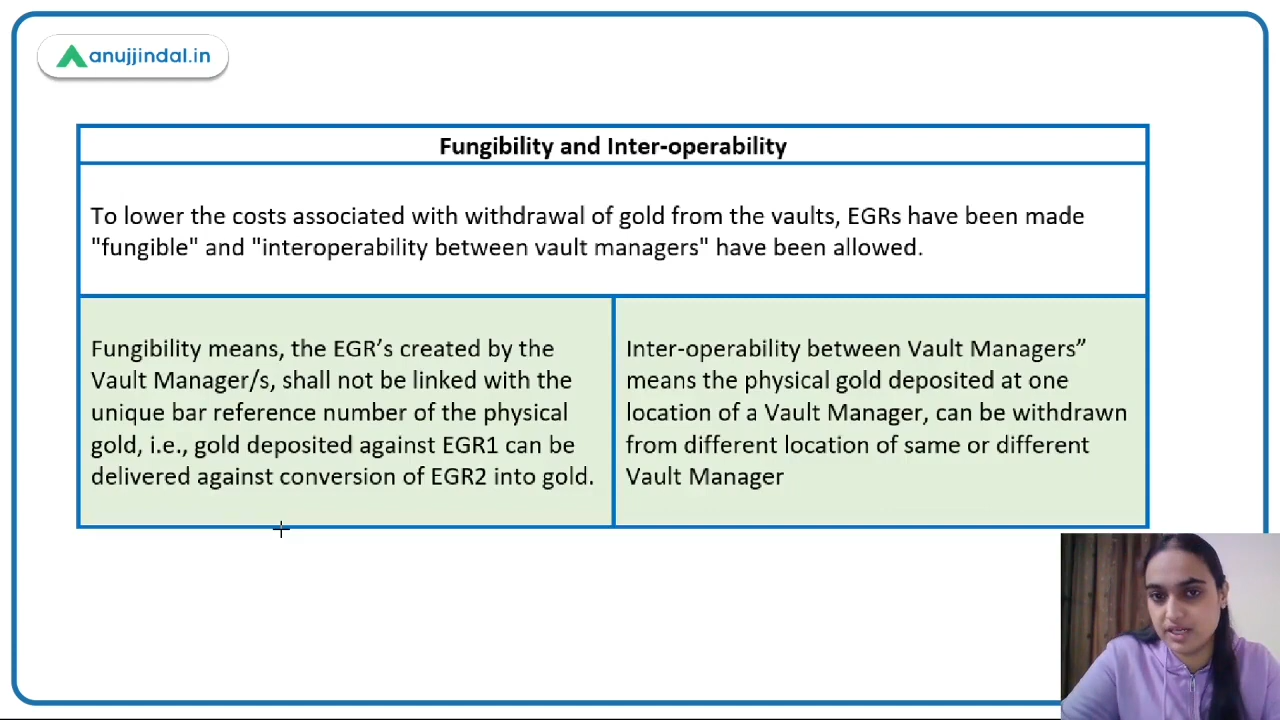 anujjindal.in
Fungibility and Inter-operability
To lower the costs associated with withdrawal of gold from the vaults, EGRs have been made
"fungible" and "interoperability between vault managers" have been allowed.
Fungibility means, the EGR’s created by the
Vault Manager/s, shall not be linked with the
unique bar reference number of the physical
gold, i.e., gold deposited against EGR1 can be
delivered against conversion of EGR2 into gold.
Inter-operability between Vault Managers”
means the physical gold deposited at one
location of a Vault Manager, can be withdrawn
from different location of same or different
Vault Manager